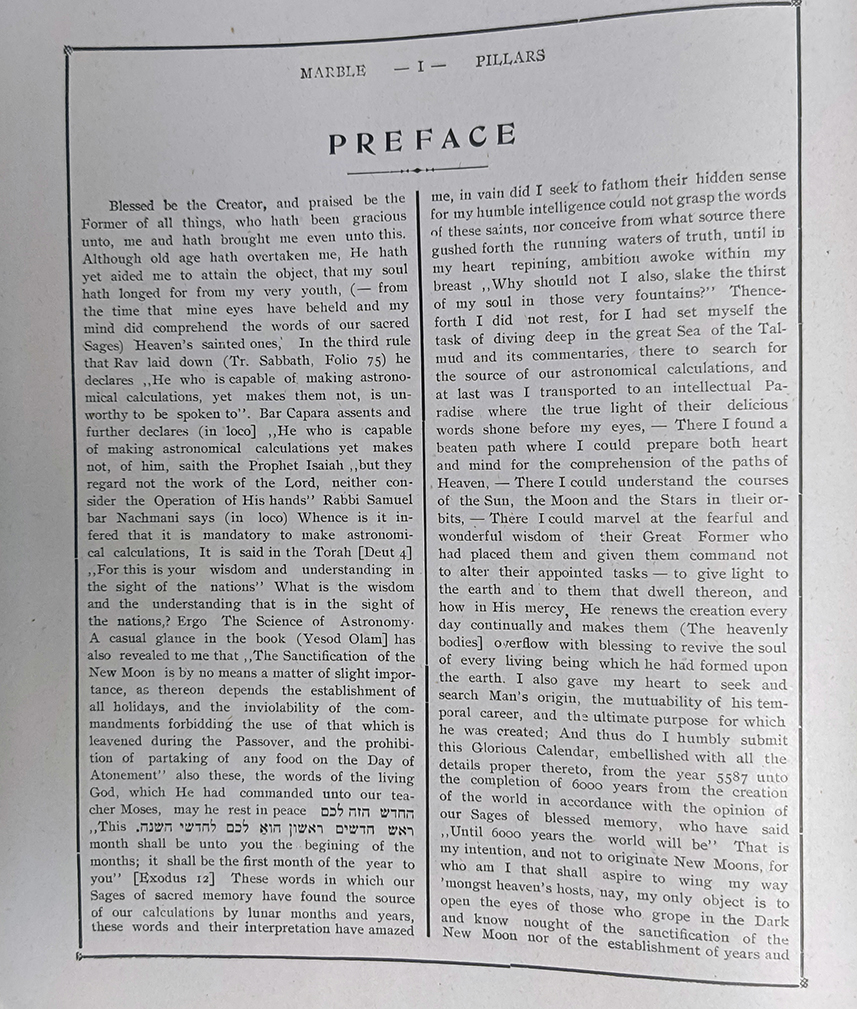 MARBLE — I — PILLARS
PREFACE
Blessed be the Creator, and praised be the
Former of all things, who hath been gracious
unto, me and hath brought me even unto this.
Although old age hath overtaken me, He hath
yet aided me to attain the object, that my soul
hath longed for from my very youth, (— from
the time that mine eyes have beheld and my
mind did comprehend the words of our sacred
Sages) Heaven's sainted ones,' In the third rule
that Rav laid down (Tr. Sabbath, Folio 75) he
declares ,,He who is capable of making astrono-
mical calculations, yet makes them not, is un-
worthy to be spoken to". Bar Capara assents and
further declares (in loco] ,,He who is capable
of making astronomical calculations yet makes
not, of him, saith the Prophet Isaiah ,,but they
regard not the work of the Lord, neither con-
sider the Operation of His hands" Rabbi Samuel
bar Nachmani says (in loco) Whence is it in-
fered that it is mandatory to make astronomi-
cal calculations, It is said in the Torah [Deut 4]
,,For this is your wisdom and understanding in
the sight of the nations" What is the wisdom
and the understanding that is in the sight of
the nations,? Ergo The Science of Astronomy·
A casual glance in the book (Yesod Olam] has
also revealed to me that ,,The Sanctification of the
New Moon is by no means a matter of slight impor-
tance, as thereon depends the establishment of
all holidays, and the inviolability of the com-
mandments forbidding the use of that which is
leavened during the Passover, and the prohibi-
tion of partaking of any food on the Day of
Atonement" also these, the words of the living
God, which He had commanded unto our tea-
cher Moses, may he rest in peace החדש הזה לכם
,,This ראש חדשים ראשון הוא לכם לחדשי השנה.
month shall be unto you the begining of the
months; it shall be the first month of the year to
you" [Exodus 12] These words in which our
Sages of sacred memory have found the source
of our calculations by lunar months and years,
these words and their interpretation have amazed
me, in vain did I seek to fathom their hidden sense
for my humble intelligence could not grasp the words
of these saints, nor conceive from what source there
gushed forth the running waters of truth, until in
my heart repining, ambition awoke within my
breast ,,Why should not I also, slake the thirst
of my soul in those very fountains?" Thence-
forth I did not rest, for I had set myself the
task of diving deep in the great Sea of the Tal-
mud and its commentaries, there to search for
the source of our astronomical calculations, and
at last was I transported to an intellectual Pa-
radise where the true light of their delicious
words shone before my eyes, — There I found a
beaten path where I could prepare both heart
and mind for the comprehension of the paths of
Heaven, — There I could understand the courses
of the Sun, the Moon and the Stars in their or-
bits, — There I could marvel at the fearful and
wonderful wisdom of their Great Former who
had placed them and given them command not
to alter their appointed tasks — to give light to
the earth and to them that dwell thereon, and
how in His mercy, He renews the creation every
day continually and makes them (The heavenly
bodies] overflow with blessing to revive the soul
of every living being which he had formed upon
the earth. I also gave my heart to seek and
search Man's origin, the mutuability of his tem-
poral career, and the ultimate purpose for which
he was created; And thus do I humbly submit
this Glorious Calendar, embellished with all the
details proper thereto, from the year 5587 unto
the completion of 6000 years from the creation
of the world in accordance with the opinion of
our Sages of blessed memory, who have said
,,Until 6000 years the world will be" That is
my intention, and not to originate New Moons, for
who am I that shall aspire to wing my way
'mongst heaven's hosts, nay, my only object is to
open the eyes of those who grope in the Dark
and know nought of the sanctification of the
New Moon nor of the establishment of years and